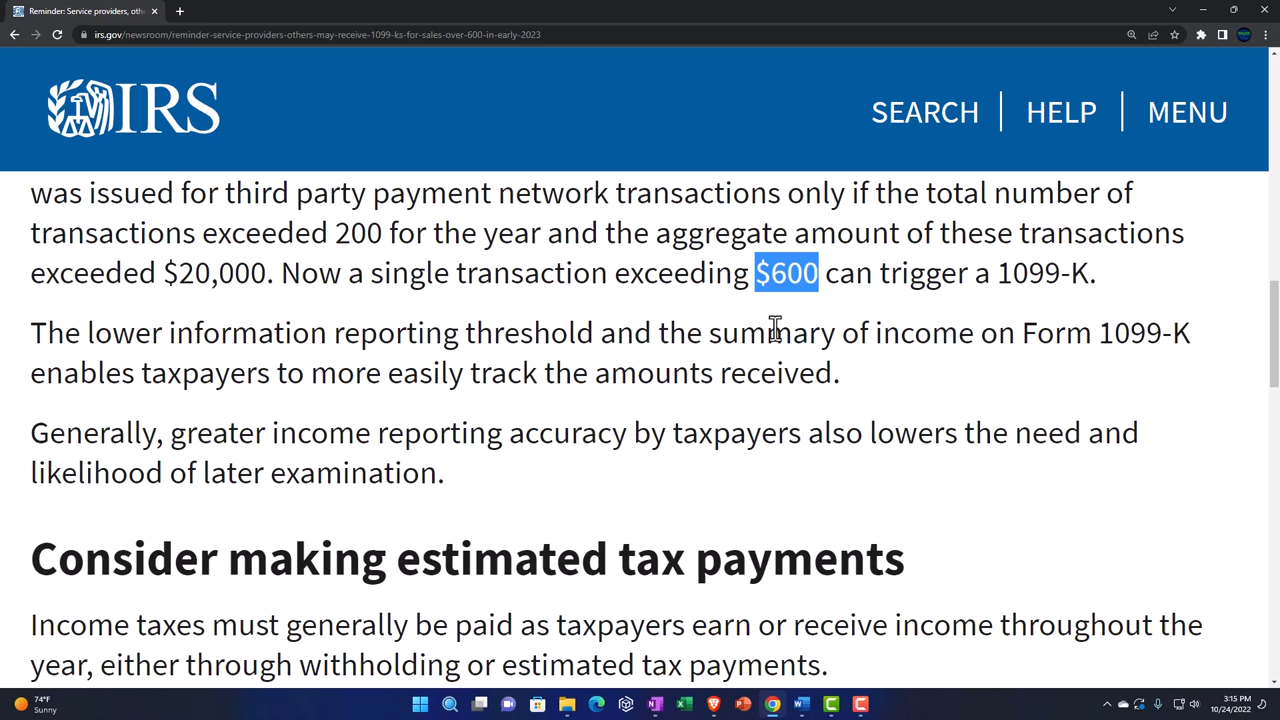 Reminder: Service providers, othe
irs.gov/newsroom/reminder-service-providers-others-may-receive-1099-ks-for-sales-over-600-in-early-2023
IRS
SEARCH | HELP | MENU
was issued for third party payment network transactions only if the total number of
transactions exceeded 200 for the year and the aggregate amount of these transactions
exceeded $20,000. Now a single transaction exceeding $600 can trigger a 1099-K.
The lower information reporting threshold and the summary of income on Form 1099-K
enables taxpayers to more easily track the amounts received.
Generally, greater income reporting accuracy by taxpayers also lowers the need and
likelihood of later examination.
Consider making estimated tax payments
Income taxes must generally be paid as taxpayers earn or receive income throughout the
year, either through withholding or estimated tax payments.
74°F
Sunny
3:15 PM
10/24/2022